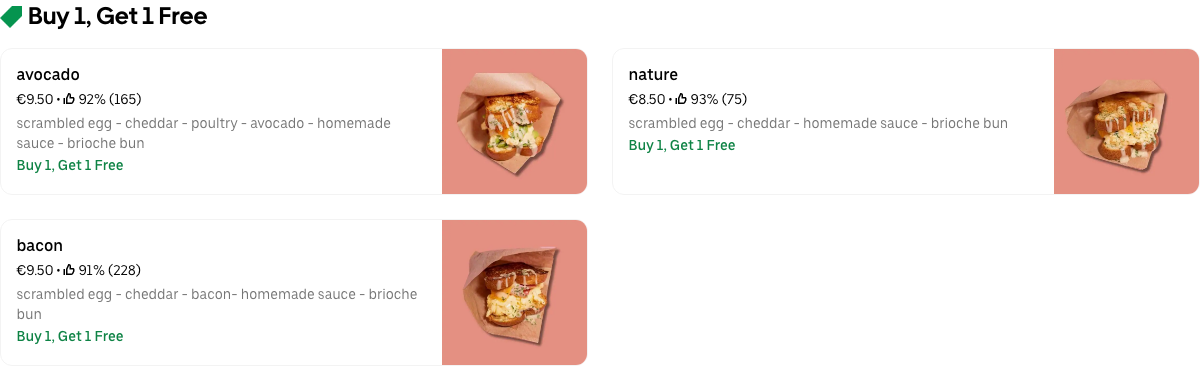 Buy 1, Get 1 Free
avocado
€9.50 • 92% (165)
scrambled egg - cheddar - poultry - avocado - homemade
sauce - brioche bun
Buy 1, Get 1 Free
nature
€8.50 • 93% (75)
scrambled egg - cheddar - homemade sauce - brioche bun
Buy 1, Get 1 Free
bacon
€9.50 • 91% (228)
scrambled egg - cheddar - bacon- homemade sauce - brioche
bun
Buy 1, Get 1 Free